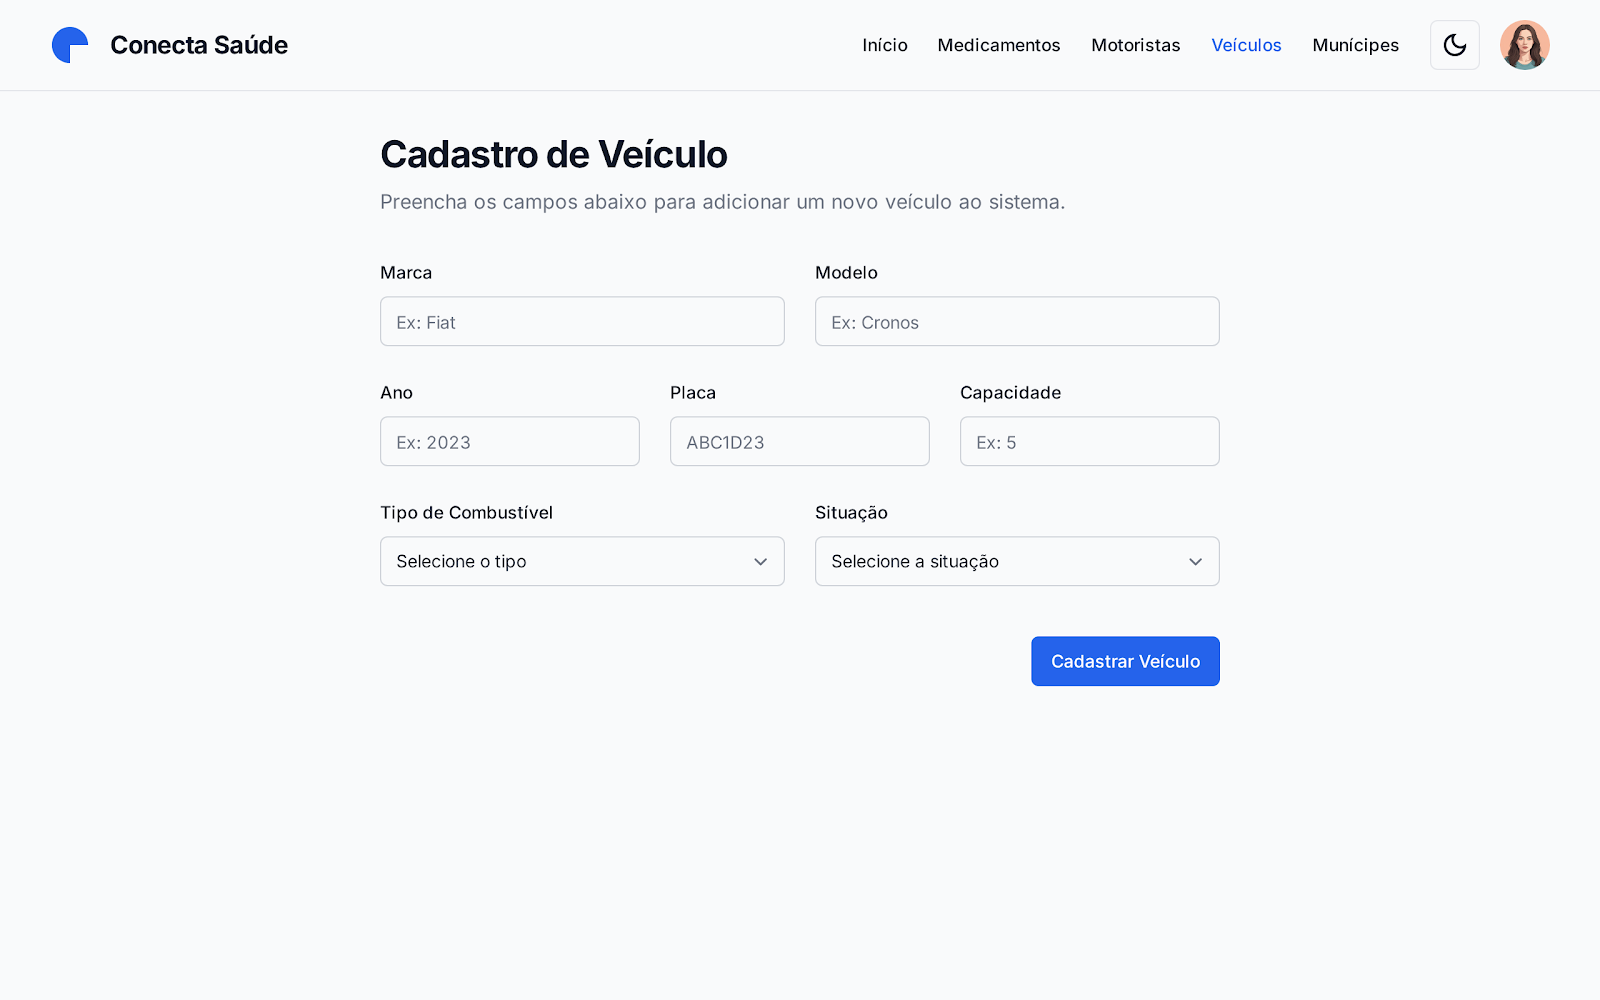 Conecta Saúde
Início Medicamentos Motoristas Veículos Munícipes
Cadastro de Veículo
Preencha os campos abaixo para adicionar um novo veículo ao sistema.
Marca Modelo
Ex: Fiat Ex: Cronos
Ano Placa Capacidade
Ex: 2023 ABC1D23 Ex: 5
Tipo de Combustível Situação
Selecione o tipo Selecione a situação
Cadastrar Veículo